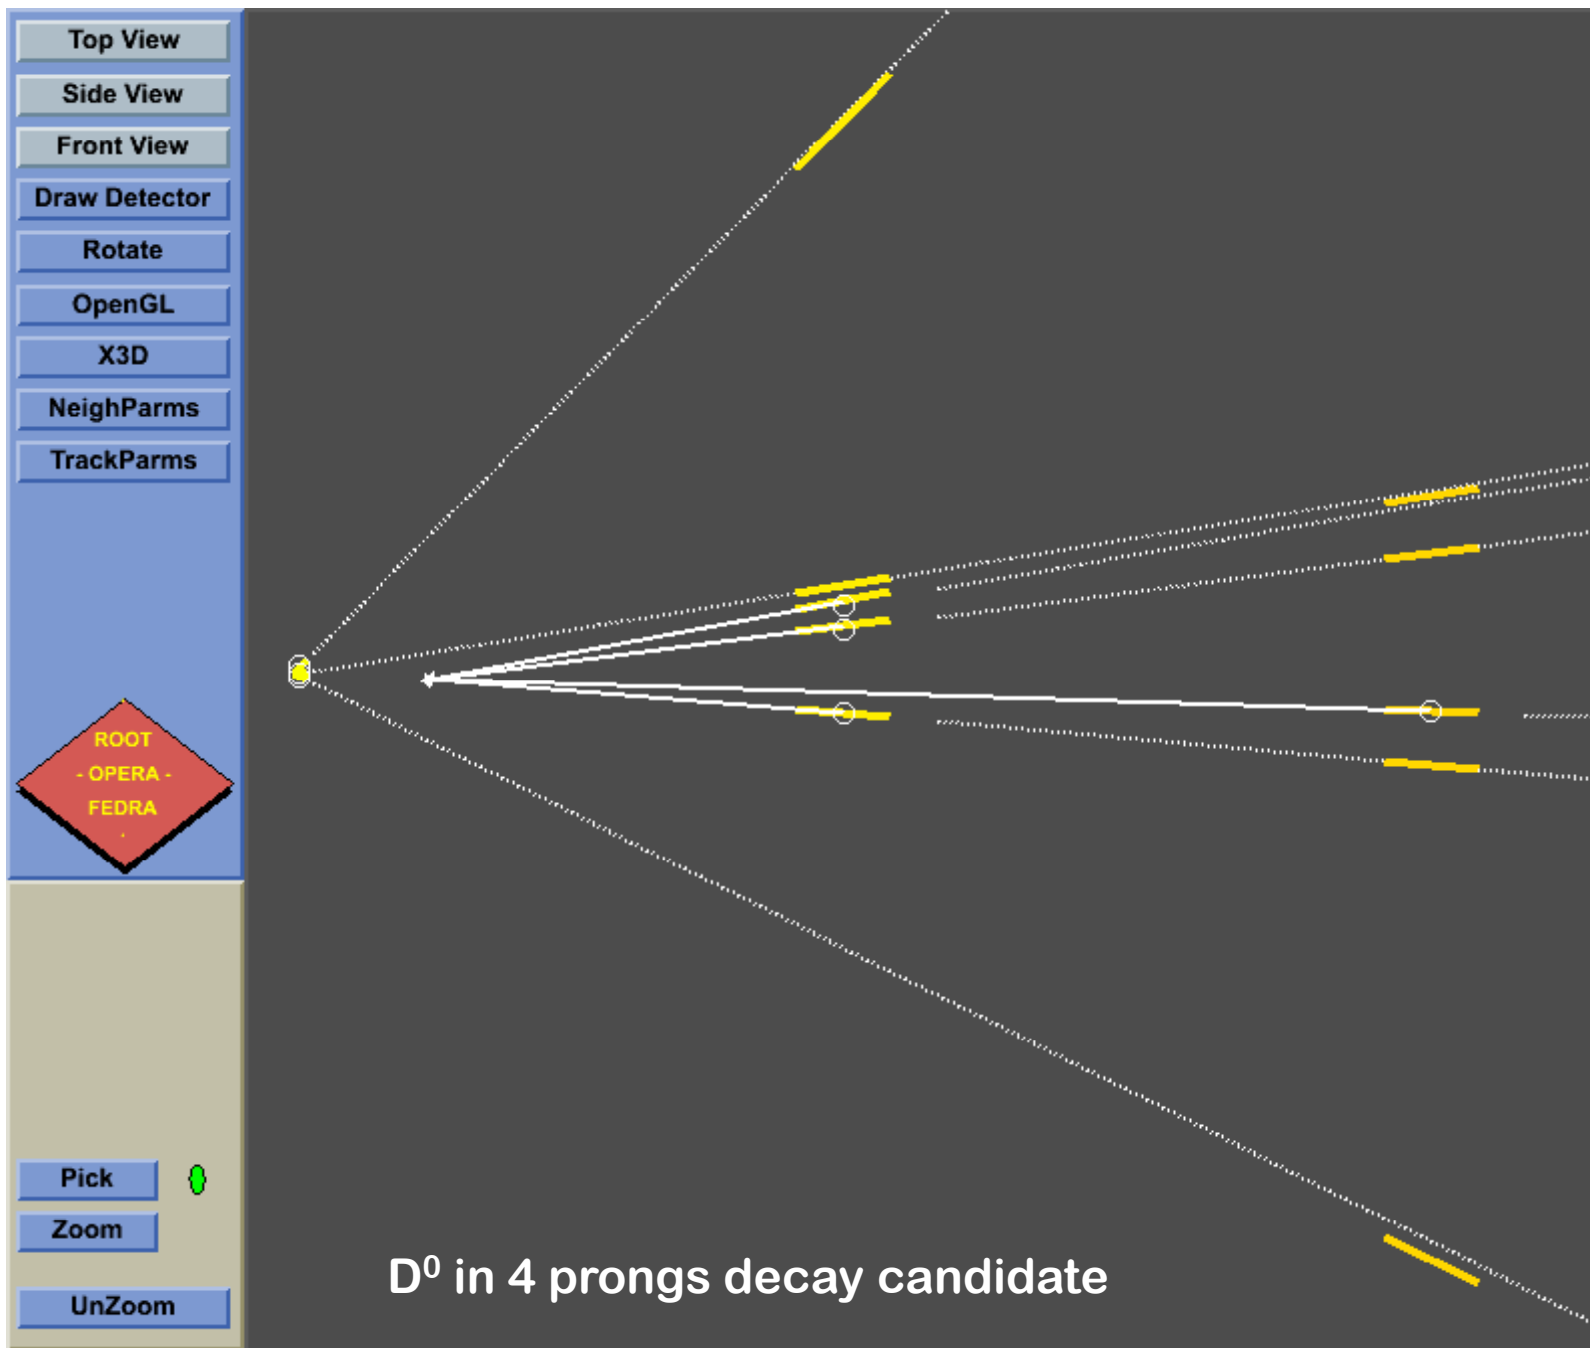 Top View
Side View
Front View
Draw Detector
Rotate
OpenGL
X3D
NeighParms
TrackParms
ROOT
- OPERA -
FEDRA
Pick
Zoom
UnZoom
D⁰ in 4 prongs decay candidate